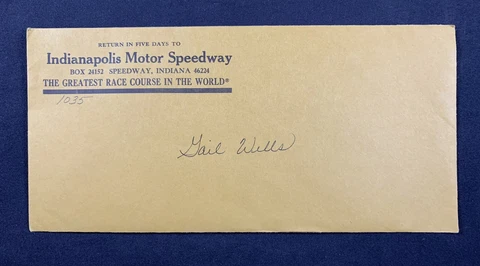 RETURN IN FIVE DAYS TO
Indianapolis Motor Speedway
BOX 24152 SPEEDWAY, INDIANA 46224
THE GREATEST RACE COURSE IN THE WORLD®
1035
Gail Wells